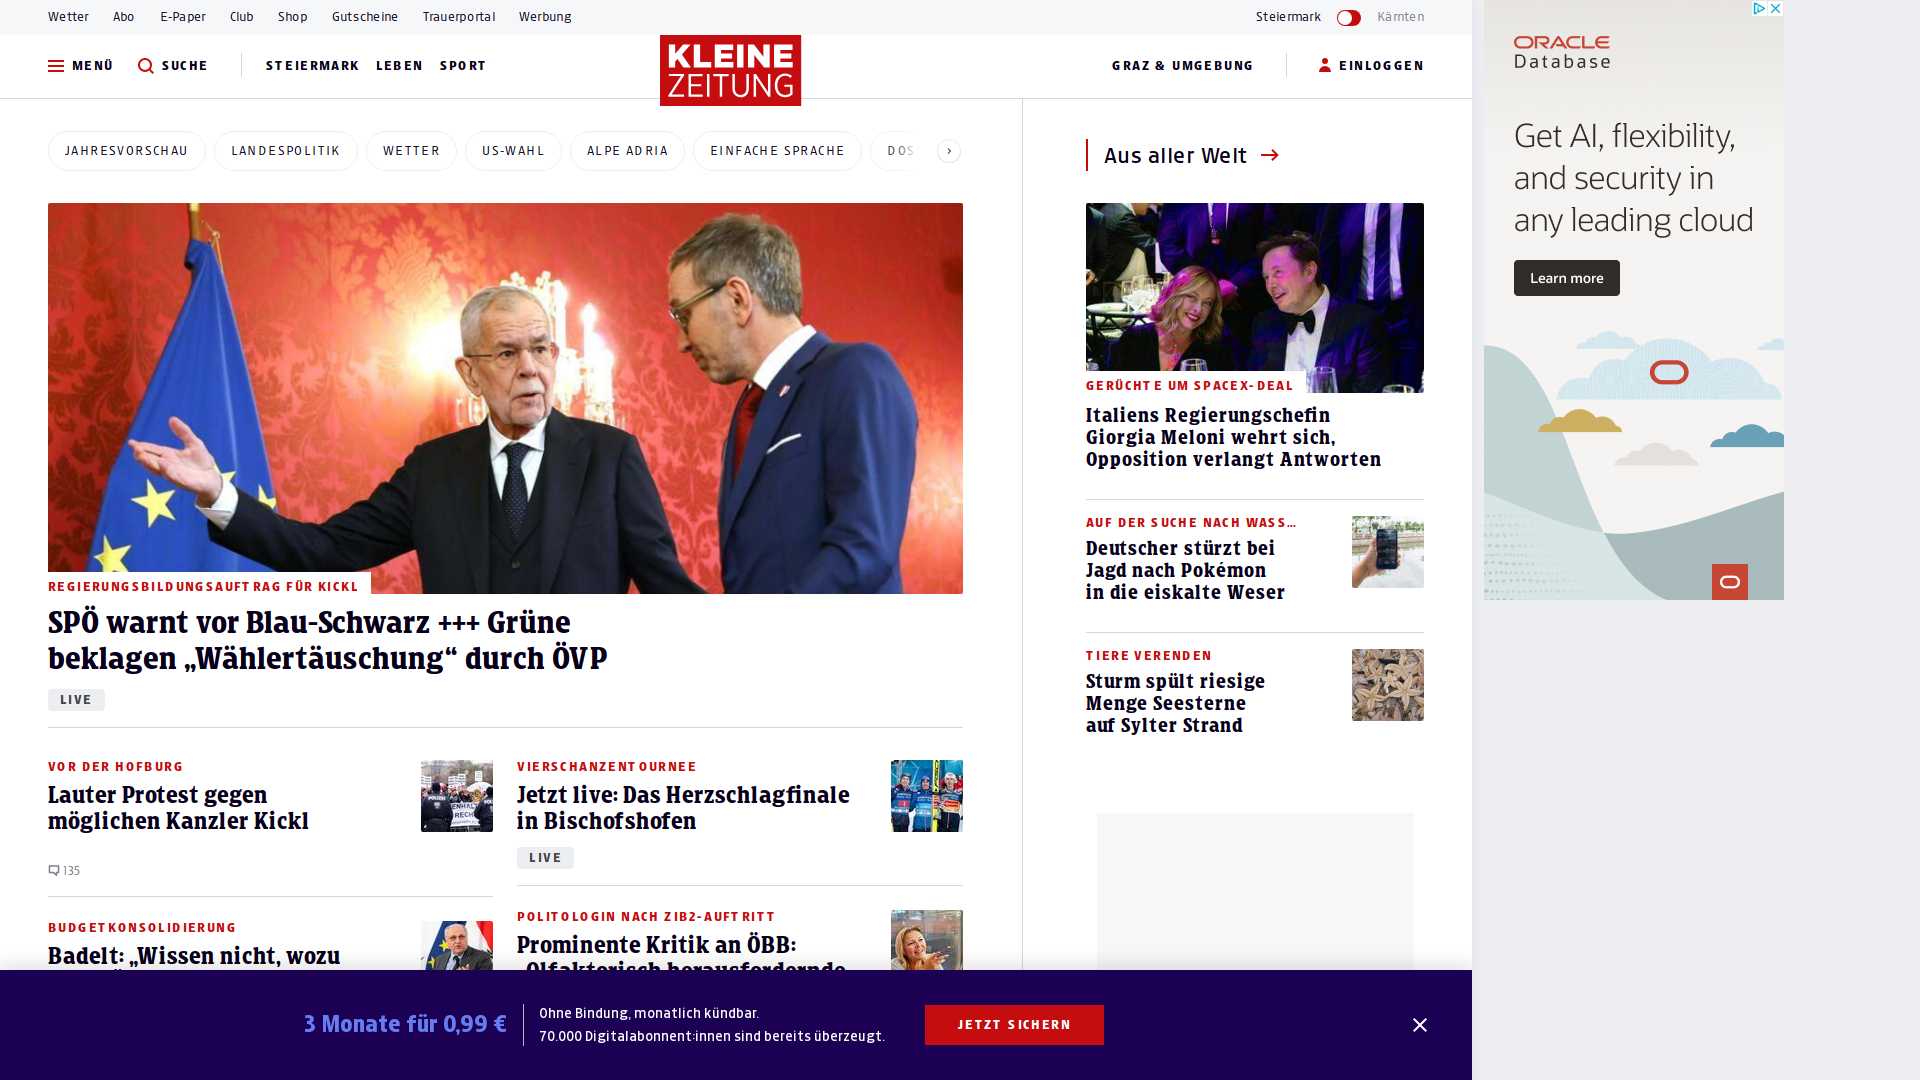 Wetter Abo E-Paper Club Shop Gutscheine Trauerportal Werbung
Steiermark Kärnten
MENÜ SUCHE STEIERMARK LEBEN SPORT
KLEINE
ZEITUNG
GRAZ & UMGEBUNG EINLOGGEN
JAHRESVORSCHAU LANDESPOLITIK WETTER US-WAHL ALPE ADRIA EINFACHE SPRACHE DOS
REGIERUNGSBILDUNGSAUFTRAG FÜR KICKL
SPÖ warnt vor Blau-Schwarz +++ Grüne
beklagen „Wählertäuschung“ durch ÖVP
LIVE
VOR DER HOFBURG
Lauter Protest gegen
möglichen Kanzler Kickl
135
VIERSCHANZENTOURNEE
Jetzt live: Das Herzschlagfinale
in Bischofshofen
LIVE
BUDGETKONSOLIDIERUNG
Badelt: „Wissen nicht, wozu
POLITOLOGIN NACH ZIB2-AUFTRITT
Prominente Kritik an ÖBB:
„Olfaktorisch herausfordernde
Aus aller Welt
GERÜCHTE UM SPACEX-DEAL
Italiens Regierungschefin
Giorgia Meloni wehrt sich,
Opposition verlangt Antworten
AUF DER SUCHE NACH WASS...
Deutscher stürzt bei
Jagd nach Pokémon
in die eiskalte Weser
TIERE VERENDEN
Sturm spült riesige
Menge Seesterne
auf Sylter Strand
ORACLE
Database
Get AI, flexibility,
and security in
any leading cloud
Learn more
3 Monate für 0,99 €
Ohne Bindung, monatlich kündbar.
70.000 Digitalabonnent:innen sind bereits überzeugt.
JETZT SICHERN